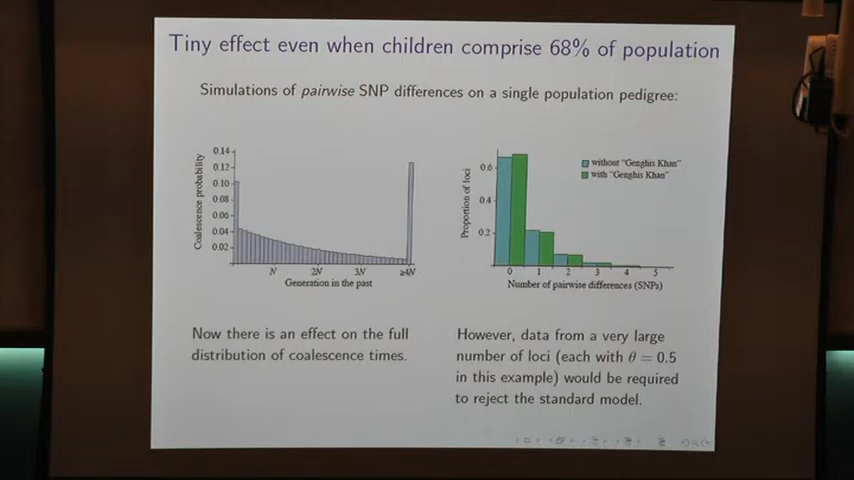 Tiny effect even when children comprise 68% of population
Simulations of pairwise SNP differences on a single population pedigree:
Coalescence probability
0.14
0.12
0.10
0.08
0.06
0.04
0.02
N
2N
3N
≥4N
Generation in the past
Proportion of loci
0.6
0.4
0.2
without "Genghis Khan"
with "Genghis Khan"
0 1 2 3 4 5
Number of pairwise differences (SNPs)
Now there is an effect on the full
distribution of coalescence times.
However, data from a very large
number of loci (each with θ = 0.5
in this example) would be required
to reject the standard model.